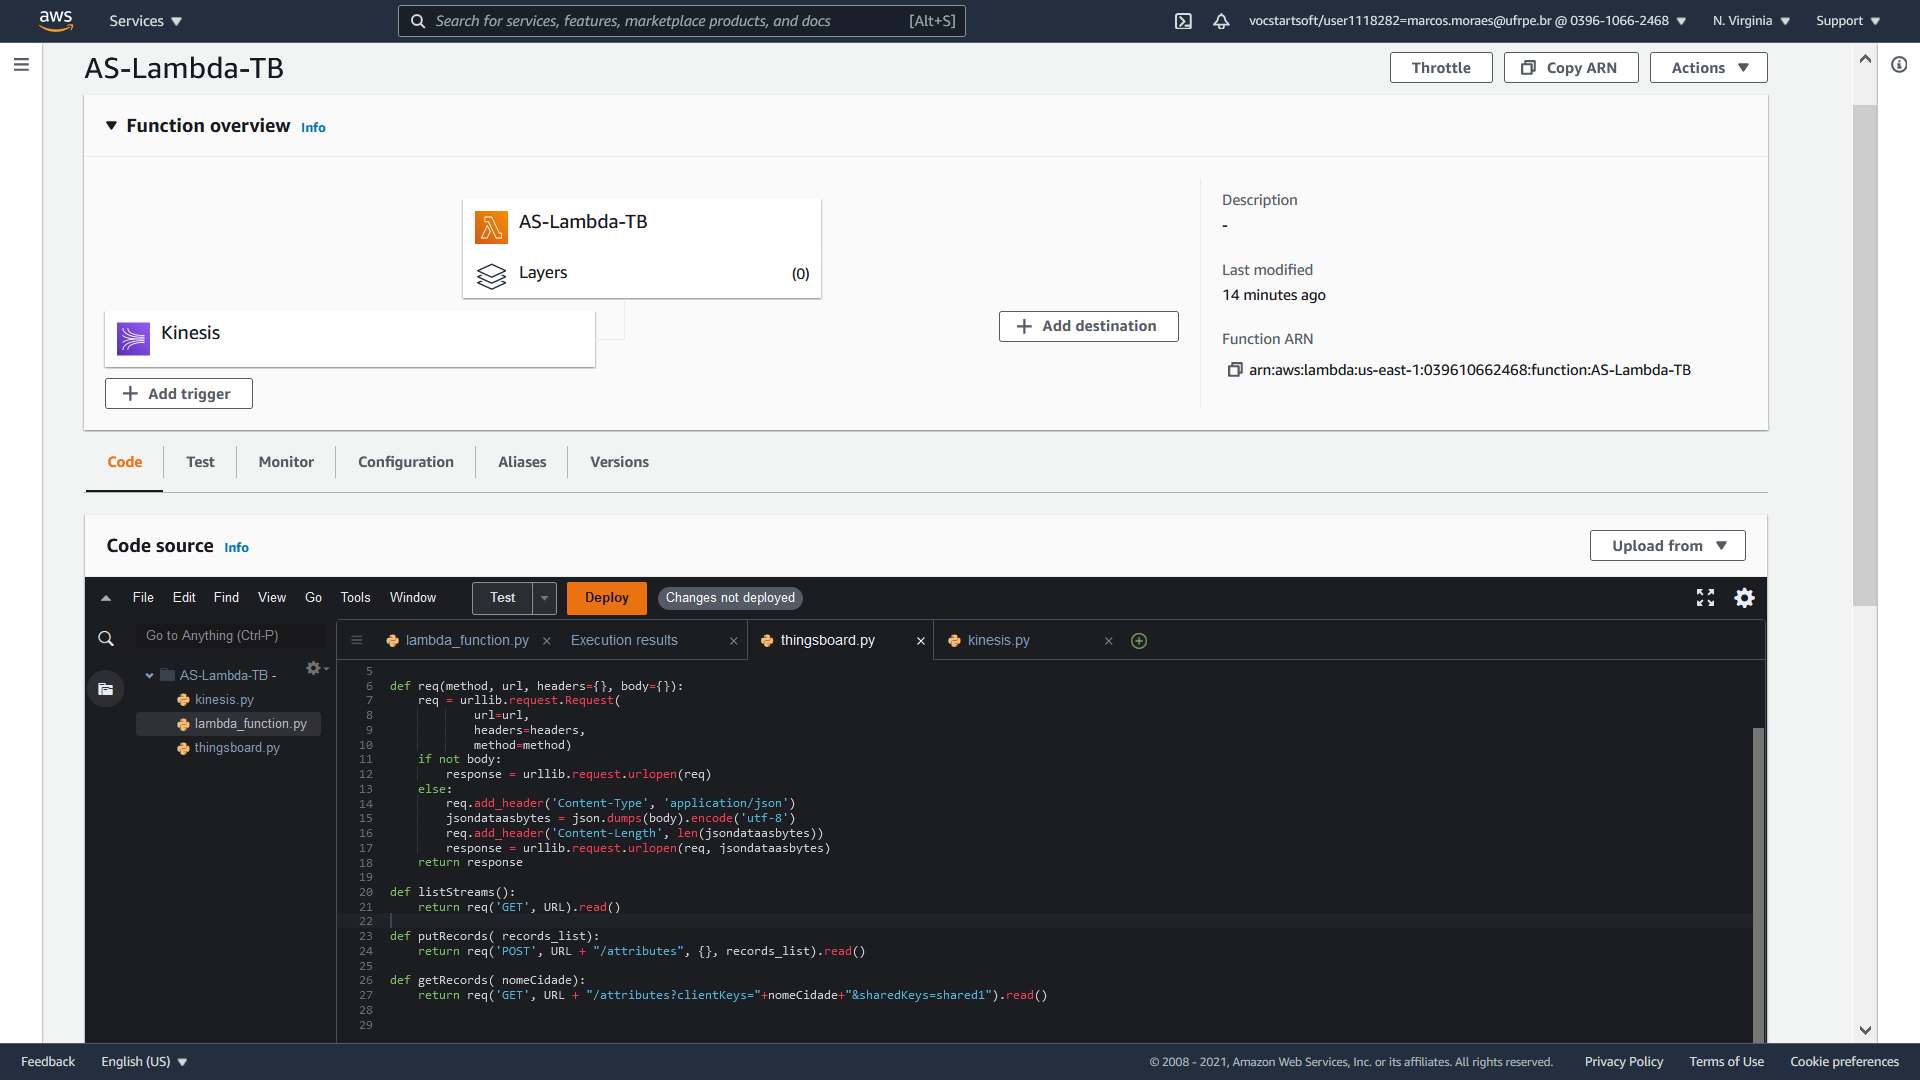 aws
Services
Search for services, features, marketplace products, and docs
[Alt+S]
vocstartsoft/user1118282=marcos.moraes@ufrpe.br @ 0396-1066-2468
N. Virginia
Support
AS-Lambda-TB
Throttle
Copy ARN
Actions
Function overview
Info
AS-Lambda-TB
Layers
(0)
Kinesis
Add trigger
Add destination
Description
-
Last modified
14 minutes ago
Function ARN
arn:aws:lambda:us-east-1:039610662468:function:AS-Lambda-TB
Code
Test
Monitor
Configuration
Aliases
Versions
Code source
Info
Upload from
File
Edit
Find
View
Go
Tools
Window
Test
Deploy
Changes not deployed
Go to Anything (Ctrl-P)
AS-Lambda-TB -
kinesis.py
lambda_function.py
thingsboard.py
lambda_function.py
Execution results
thingsboard.py
kinesis.py
5
6 def req(method, url, headers={}, body={}):
7 req = urllib.request.Request(
8 url=url,
9 headers=headers,
10 method=method)
11 if not body:
12 response = urllib.request.urlopen(req)
13 else:
14 req.add_header('Content-Type', 'application/json')
15 jsondataasbytes = json.dumps(body).encode('utf-8')
16 req.add_header('Content-Length', len(jsondataasbytes))
17 response = urllib.request.urlopen(req, jsondataasbytes)
18 return response
19
20 def listStreams():
21 return req('GET', URL).read()
22
23 def putRecords( records_list):
24 return req('POST', URL + "/attributes", {}, records_list).read()
25
26 def getRecords( nomeCidade):
27 return req('GET', URL + "/attributes?clientKeys="+nomeCidade+"&sharedKeys=shared1").read()
28
29
Feedback
English (US)
© 2008 - 2021, Amazon Web Services, Inc. or its affiliates. All rights reserved.
Privacy Policy
Terms of Use
Cookie preferences